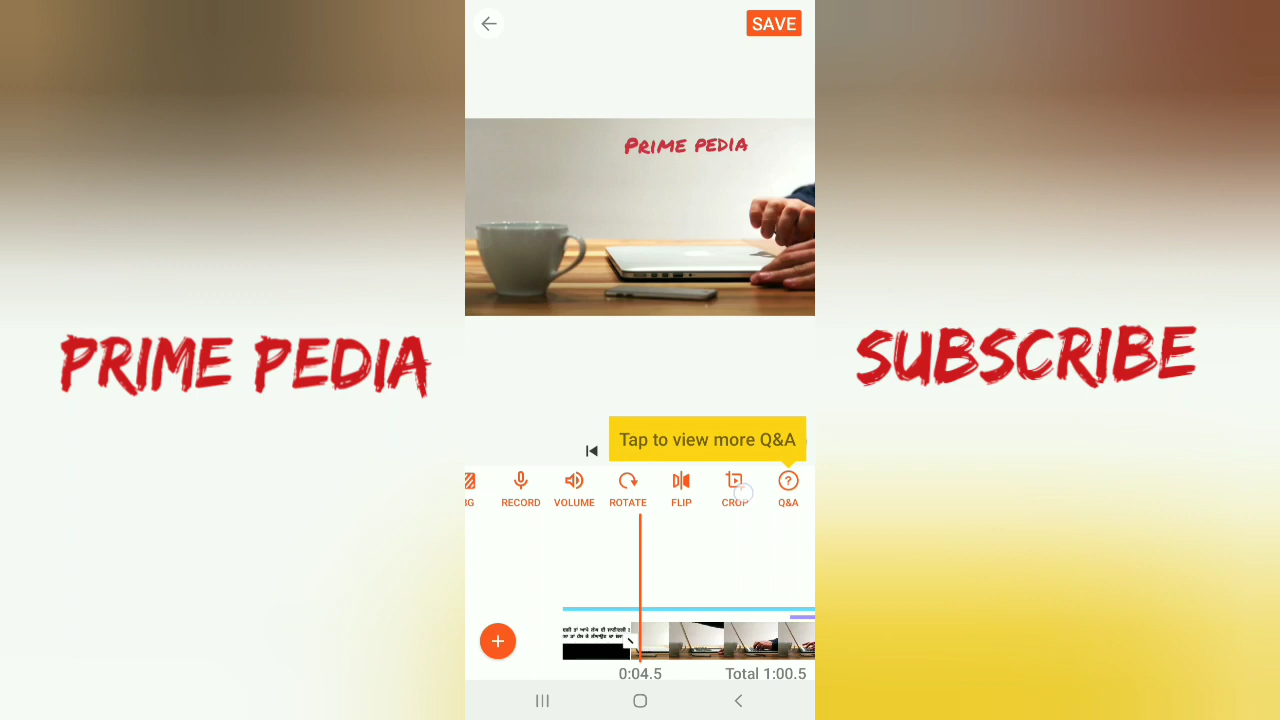 SAVE
PRIME PEDIA
PRIME PEDIA
SUBSCRIBE
Tap to view more Q&A
BG RECORD VOLUME ROTATE FLIP CROP Q&A
0:04.5 Total 1:00.5